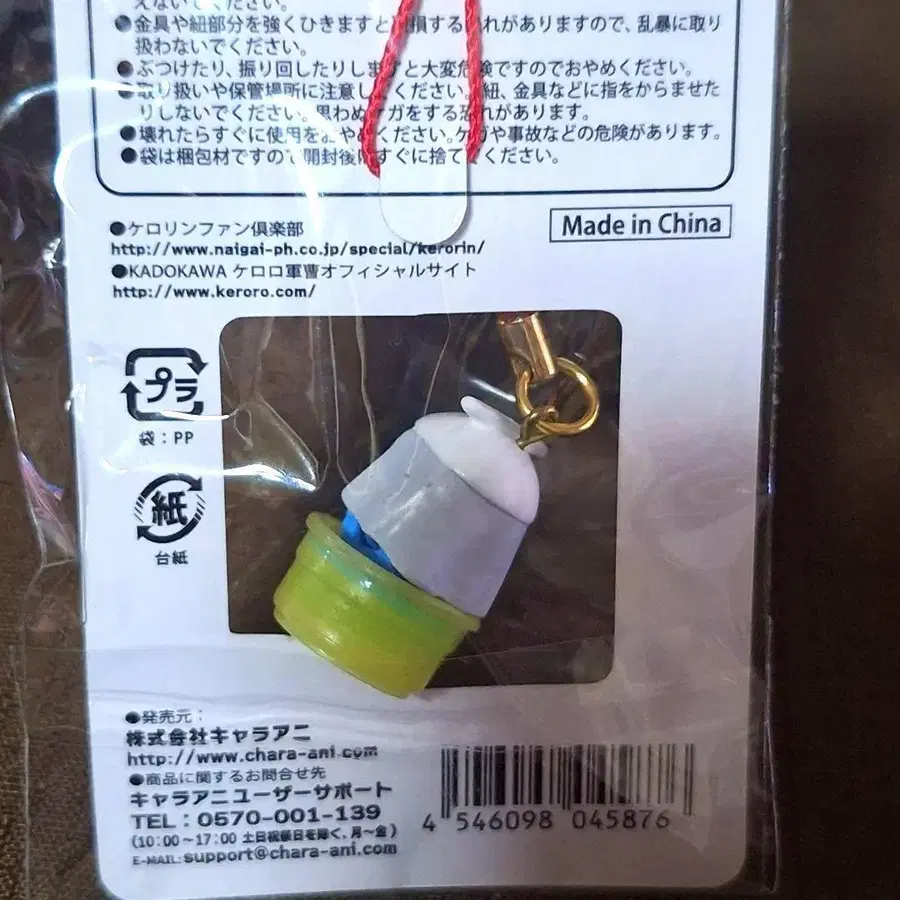 えないでください。
●金具や紐部分を強くひきますと破損する恐れがありますので、乱暴に取り
扱わないでください。
●ぶつけたり、振り回したりしますと大変危険ですのでおやめください。
●取り扱いや保管場所に注意してください。紐、金具などに指をからませた
りしないでください。思わぬケガをする恐れがあります。
●壊れたらすぐに使用をおやめください。ケガや事故などの危険があります。
●袋は梱包材ですので開封後はすぐに捨ててください。
●ケロリンファン倶楽部
http://www.naigai-ph.co.jp/special/kerorin/
●KADOKAWA ケロロ軍曹オフィシャルサイト
http://www.keroro.com/
Made in China
プラ
袋：PP
紙
台紙
●発売元：
株式会社キャラアニ
http://www.chara-ani.com
●商品に関するお問合せ先
キャラアニユーザーサポート
TEL：0570-001-139
(10:00～17:00 土日祝祭日を除く、月～金)
E-MAIL:support@chara-ani.com
4 546098 045876